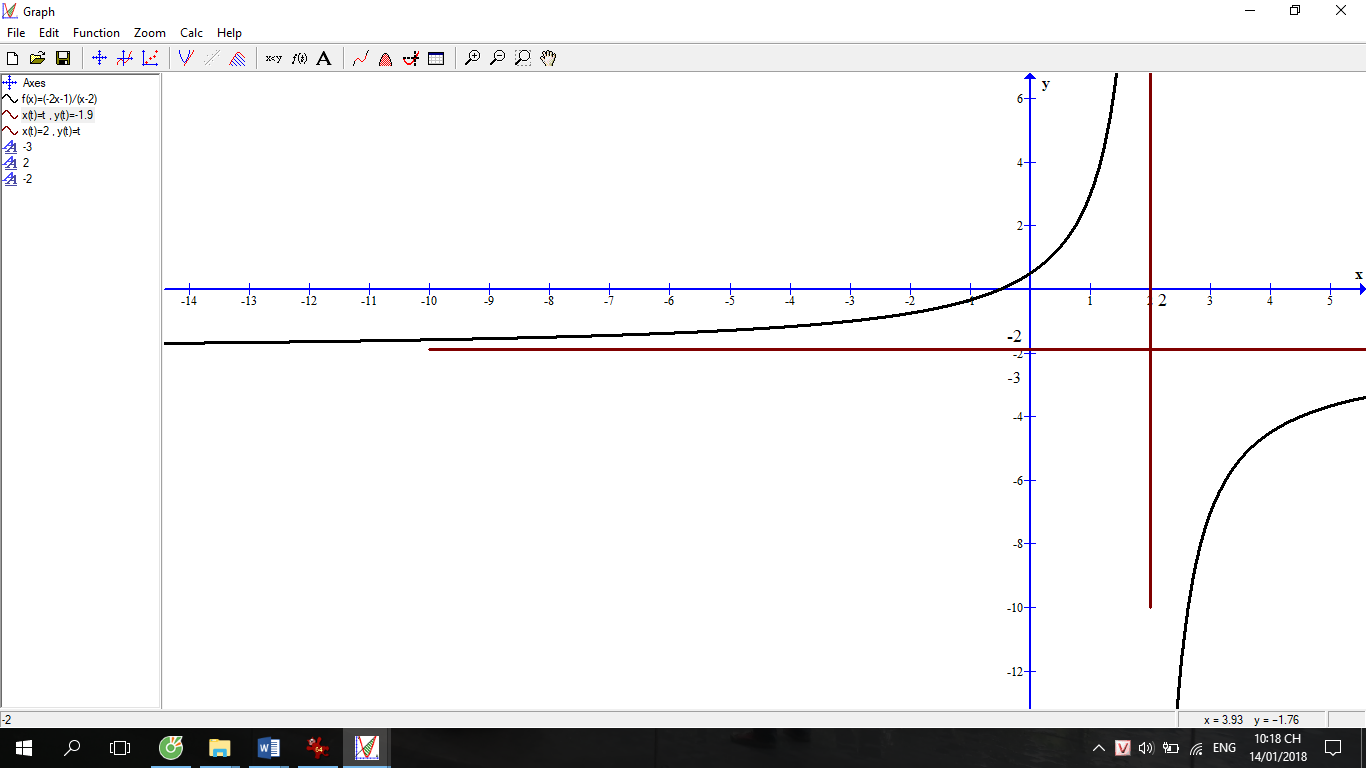 Graph
File Edit Function Zoom Calc Help
x<y f(t) A
Axes
f(x)=(-2x-1)/(x-2)
x(t)=t , y(t)=-1.9
x(t)=2 , y(t)=t
-3
2
-2
y
6
4
2
x
-14 -13 -12 -11 -10 -9 -8 -7 -6 -5 -4 -3 -2 1 2 3 4 5
-2
-2
-3
-4
-6
-8
-10
-12
-2 x = 3.93 y = -1.76
W 64 V ENG 10:18 CH
14/01/2018